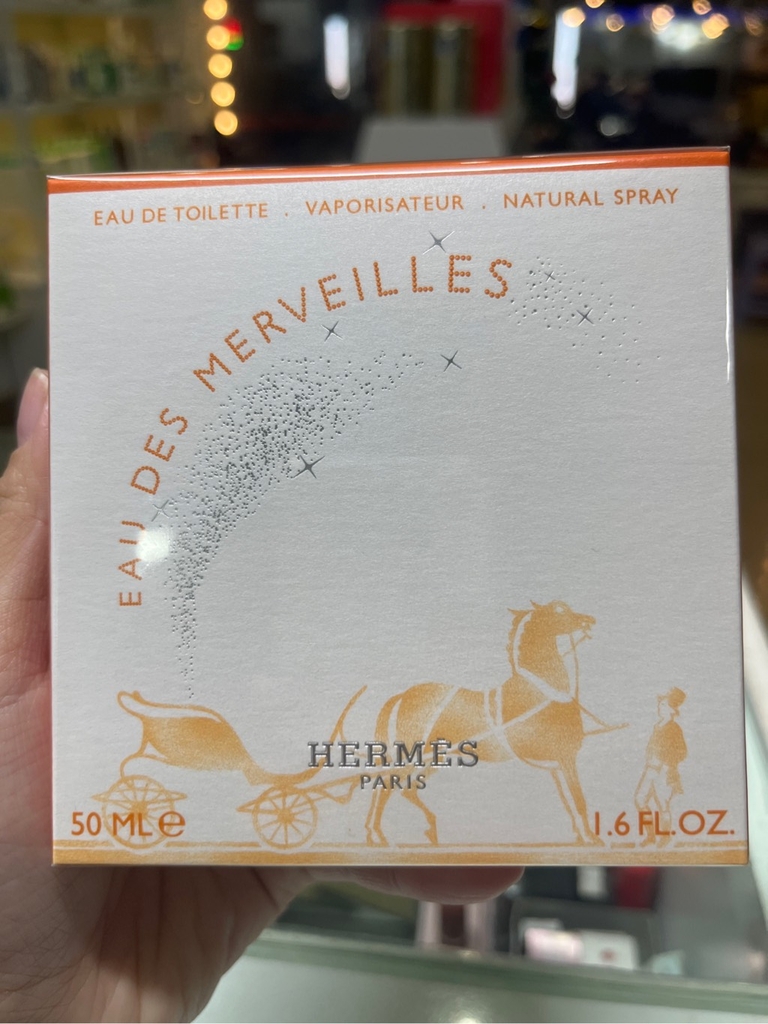 EAU DE TOILETTE . VAPORISATEUR . NATURAL SPRAY
EAU DES MERVEILLES
HERMÈS
PARIS
50 ML e
1.6 FL.OZ.